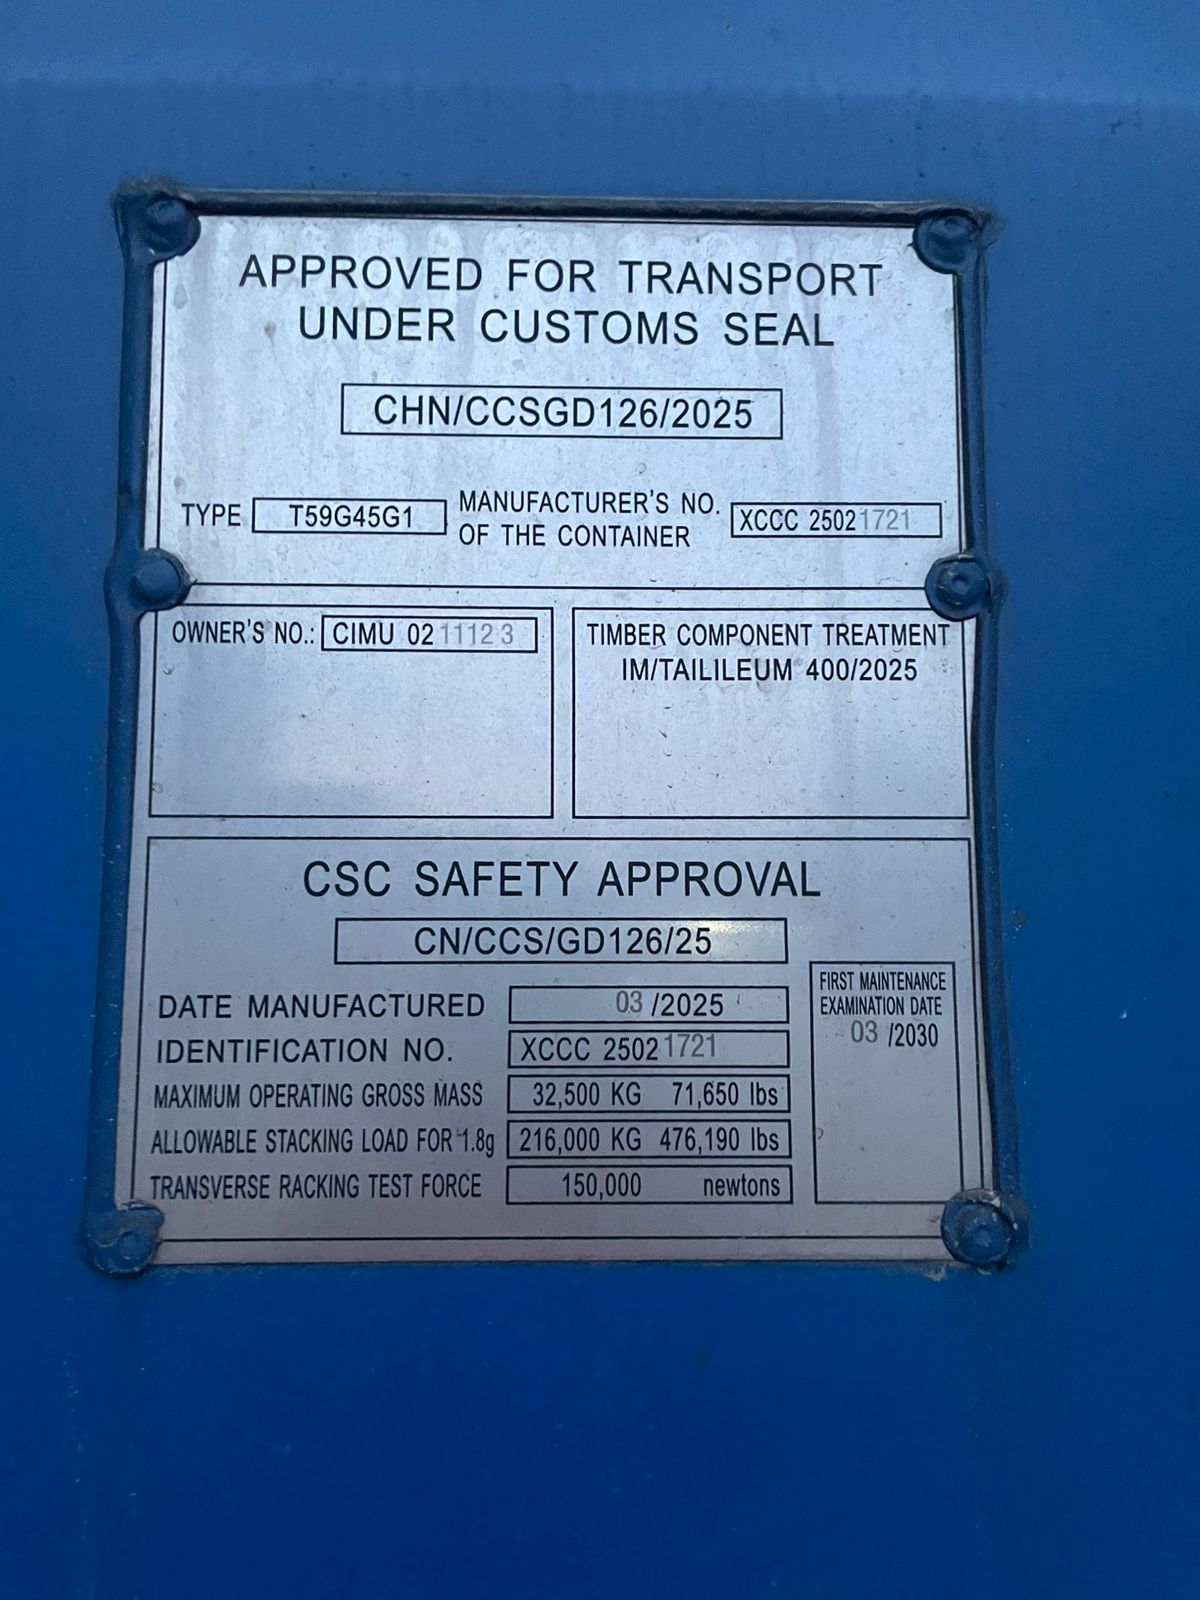 APPROVED FOR TRANSPORT
UNDER CUSTOMS SEAL
CHN/CCSGD126/2025
TYPE T59G45G1 MANUFACTURER'S NO. OF THE CONTAINER XCCC 25021721
OWNER'S NO.: CIMU 02 1112 3
TIMBER COMPONENT TREATMENT
IM/TAILILEUM 400/2025
CSC SAFETY APPROVAL
CN/CCS/GD126/25
DATE MANUFACTURED 03 /2025
IDENTIFICATION NO. XCCC 25021721
MAXIMUM OPERATING GROSS MASS 32,500 KG 71,650 lbs
ALLOWABLE STACKING LOAD FOR 1.8g 216,000 KG 476,190 lbs
TRANSVERSE RACKING TEST FORCE 150,000 newtons
FIRST MAINTENANCE
EXAMINATION DATE
03 /2030